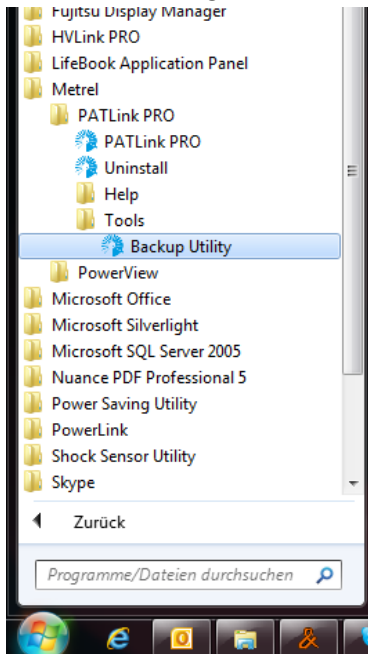 Fujitsu Display Manager
HVLink PRO
LifeBook Application Panel
Metrel
PATLink PRO
PATLink PRO
Uninstall
Help
Tools
Backup Utility
PowerView
Microsoft Office
Microsoft Silverlight
Microsoft SQL Server 2005
Nuance PDF Professional 5
Power Saving Utility
PowerLink
Shock Sensor Utility
Skype
Zurück
Programme/Dateien durchsuchen